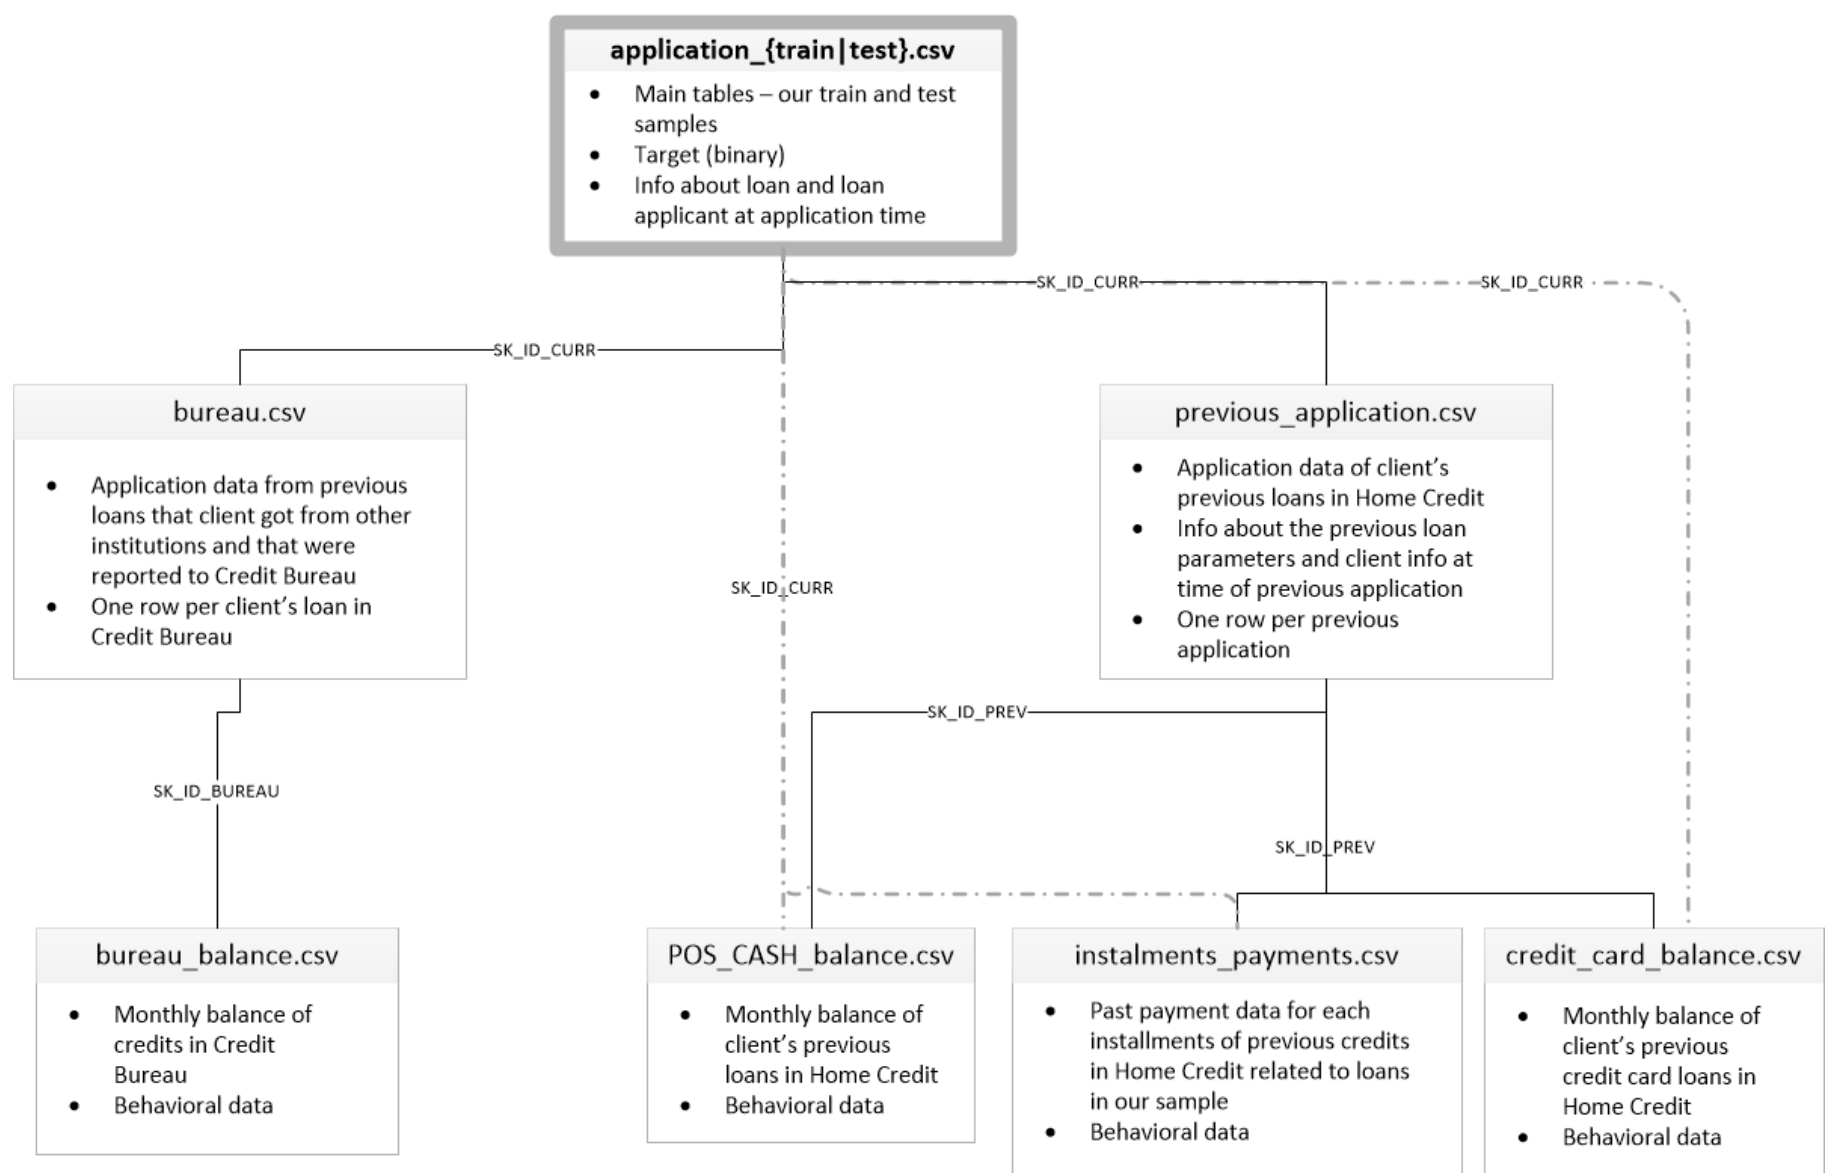 application_{train|test}.csv
• Main tables – our train and test
samples
• Target (binary)
• Info about loan and loan
applicant at application time
SK_ID_CURR
SK_ID_CURR
SK_ID_CURR
bureau.csv
• Application data from previous
loans that client got from other
institutions and that were
reported to Credit Bureau
• One row per client's loan in
Credit Bureau
previous_application.csv
• Application data of client's
previous loans in Home Credit
• Info about the previous loan
parameters and client info at
time of previous application
• One row per previous
application
SK_ID_CURR
SK_ID_PREV
SK_ID_BUREAU
SK_ID_PREV
bureau_balance.csv
• Monthly balance of
credits in Credit
Bureau
• Behavioral data
POS_CASH_balance.csv
• Monthly balance of
client's previous
loans in Home Credit
• Behavioral data
instalments_payments.csv
• Past payment data for each
installments of previous credits
in Home Credit related to loans
in our sample
• Behavioral data
credit_card_balance.csv
• Monthly balance of
client's previous
credit card loans in
Home Credit
• Behavioral data